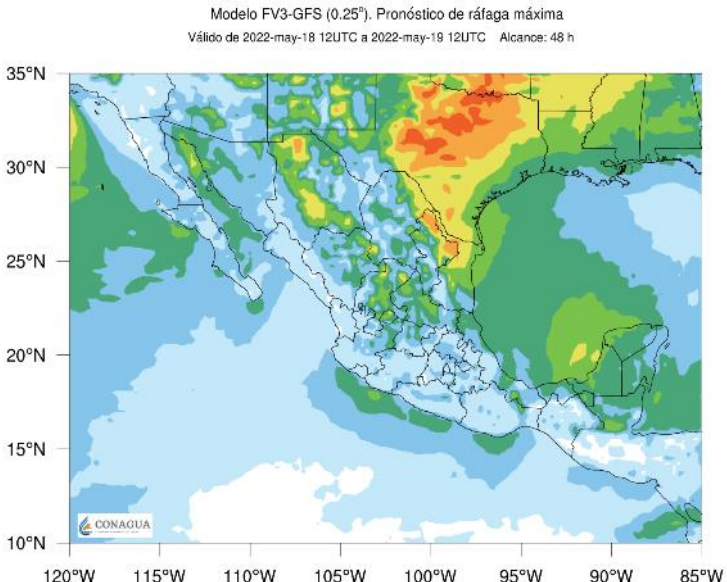 Modelo FV3-GFS (0.25°). Pronóstico de ráfaga máxima
Válido de 2022-may-18 12UTC a 2022-may-19 12UTC Alcance: 48 h
35°N
30°N
25°N
20°N
15°N
10°N
CONAGUA
120°W 115°W 110°W 105°W 100°W 95°W 90°W 85°W